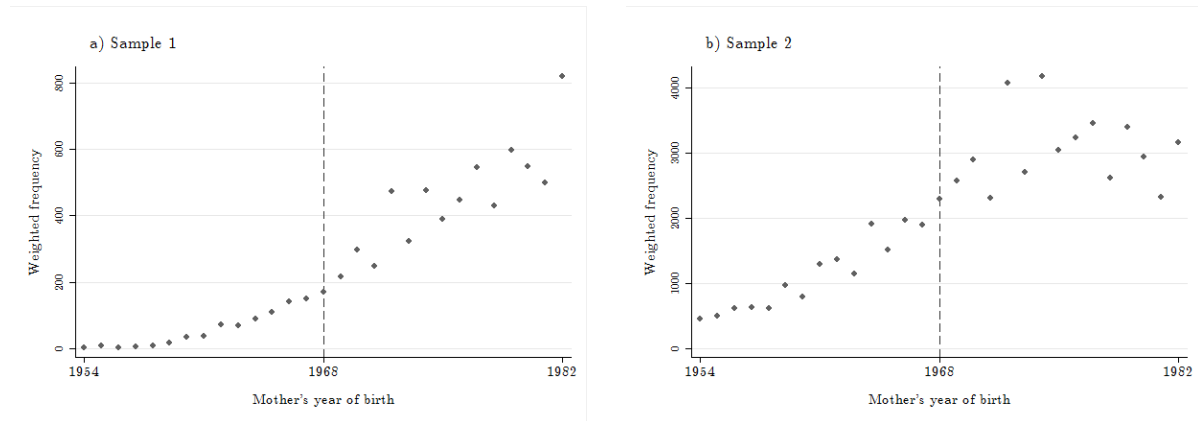 a) Sample 1
Weighted frequency
800
600
400
200
0
1954
1968
1982
Mother's year of birth
b) Sample 2
Weighted frequency
4000
3000
2000
1000
0
1954
1968
1982
Mother's year of birth